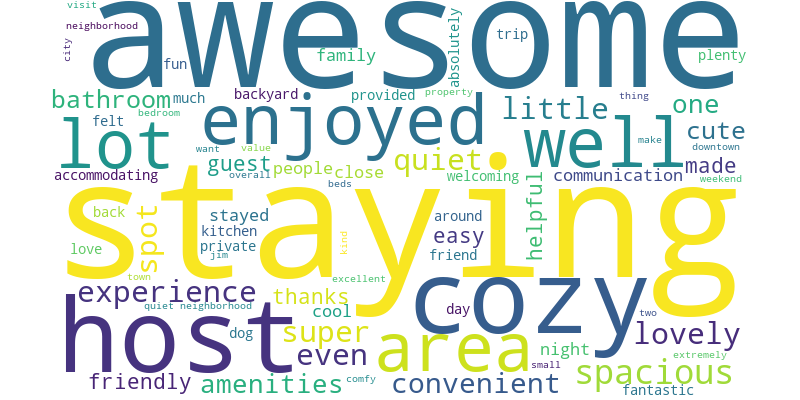 visit
awesome
neighborhood
city
fun
family
absolutely
trip
plenty
bathroom
much
backyard
provided
property
thing
one
felt
bedroom
enjoyed
little
well
cute
lot
want
value
guest
people
close
quiet
make
downtown
made
accommodating
overall
beds
welcoming
communication
weekend
staying
back
spot
stayed
kitchen
private
jim
love
kind
around
easy
friend
helpful
town
excellent
experience
thanks
cozy
host
quiet neighborhood
cool
day
two
dog
super
area
lovely
even
night
extremely
small
friendly
amenities
comfy
convenient
spacious
fantastic